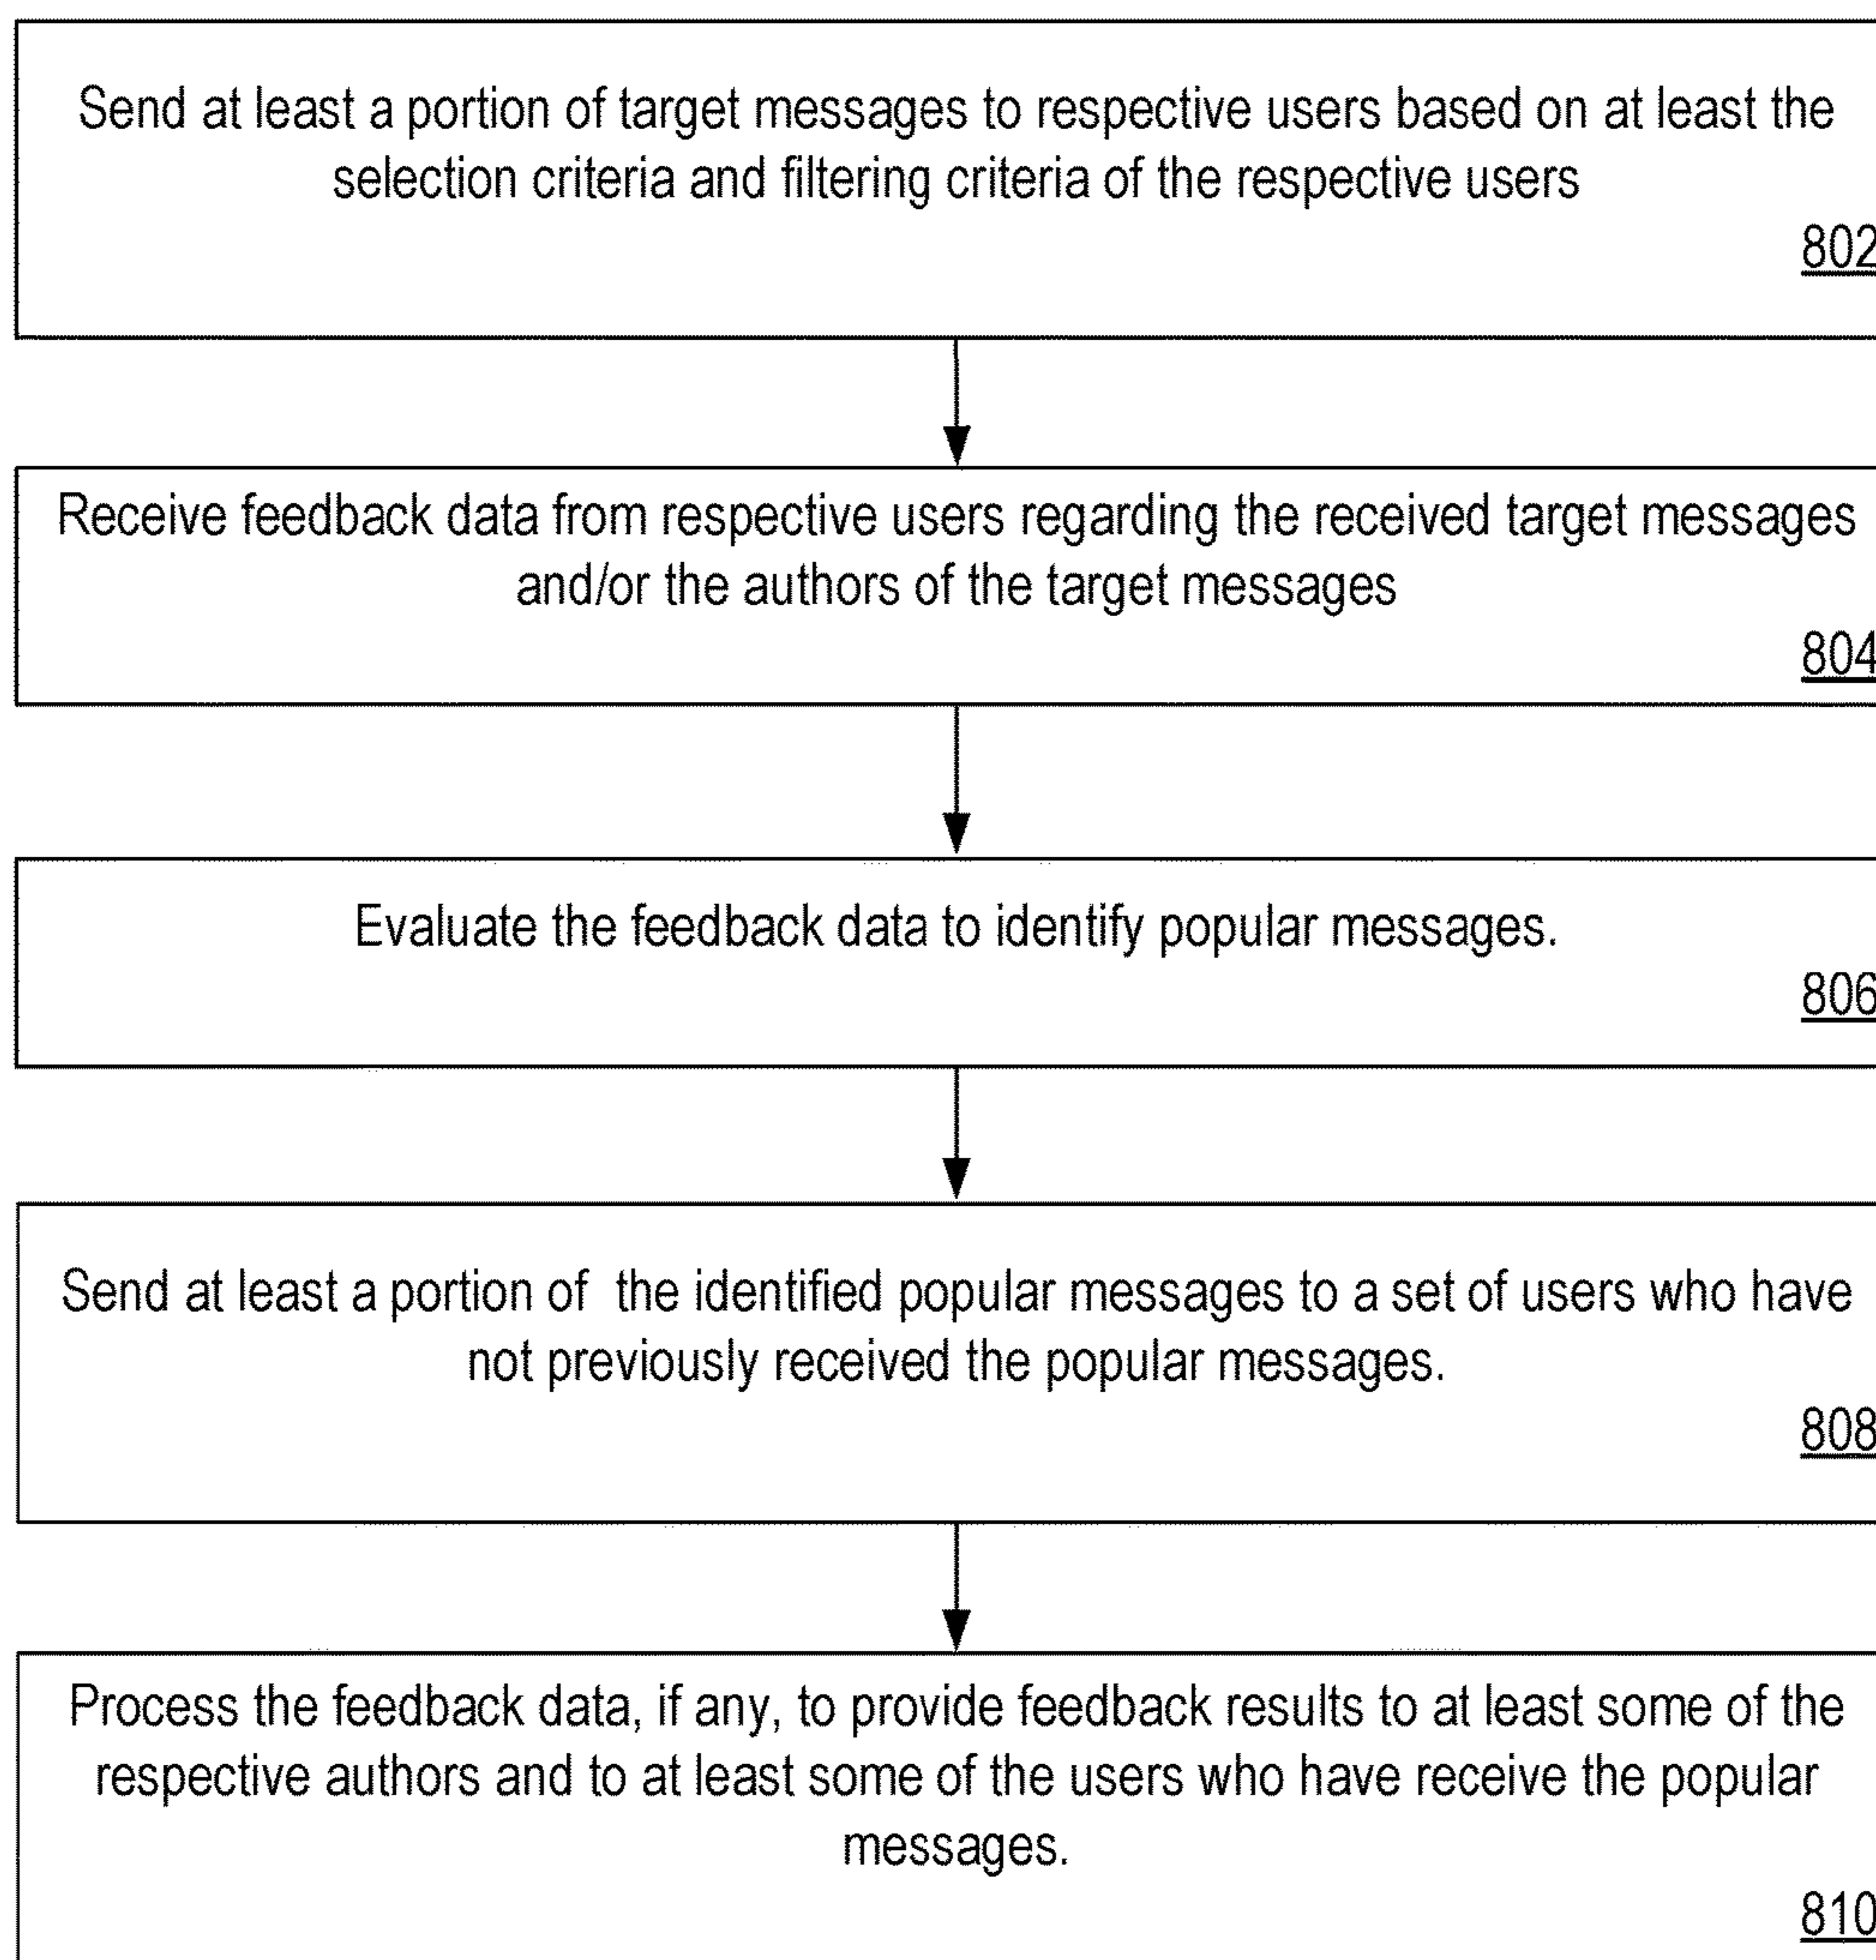 Send at least a portion of target messages to respective users based on at least the
selection criteria and filtering criteria of the respective users
802
Receive feedback data from respective users regarding the received target messages
and/or the authors of the target messages
804
Evaluate the feedback data to identify popular messages.
806
Send at least a portion of the identified popular messages to a set of users who have
not previously received the popular messages.
808
Process the feedback data, if any, to provide feedback results to at least some of the
respective authors and to at least some of the users who have receive the popular
messages.
810